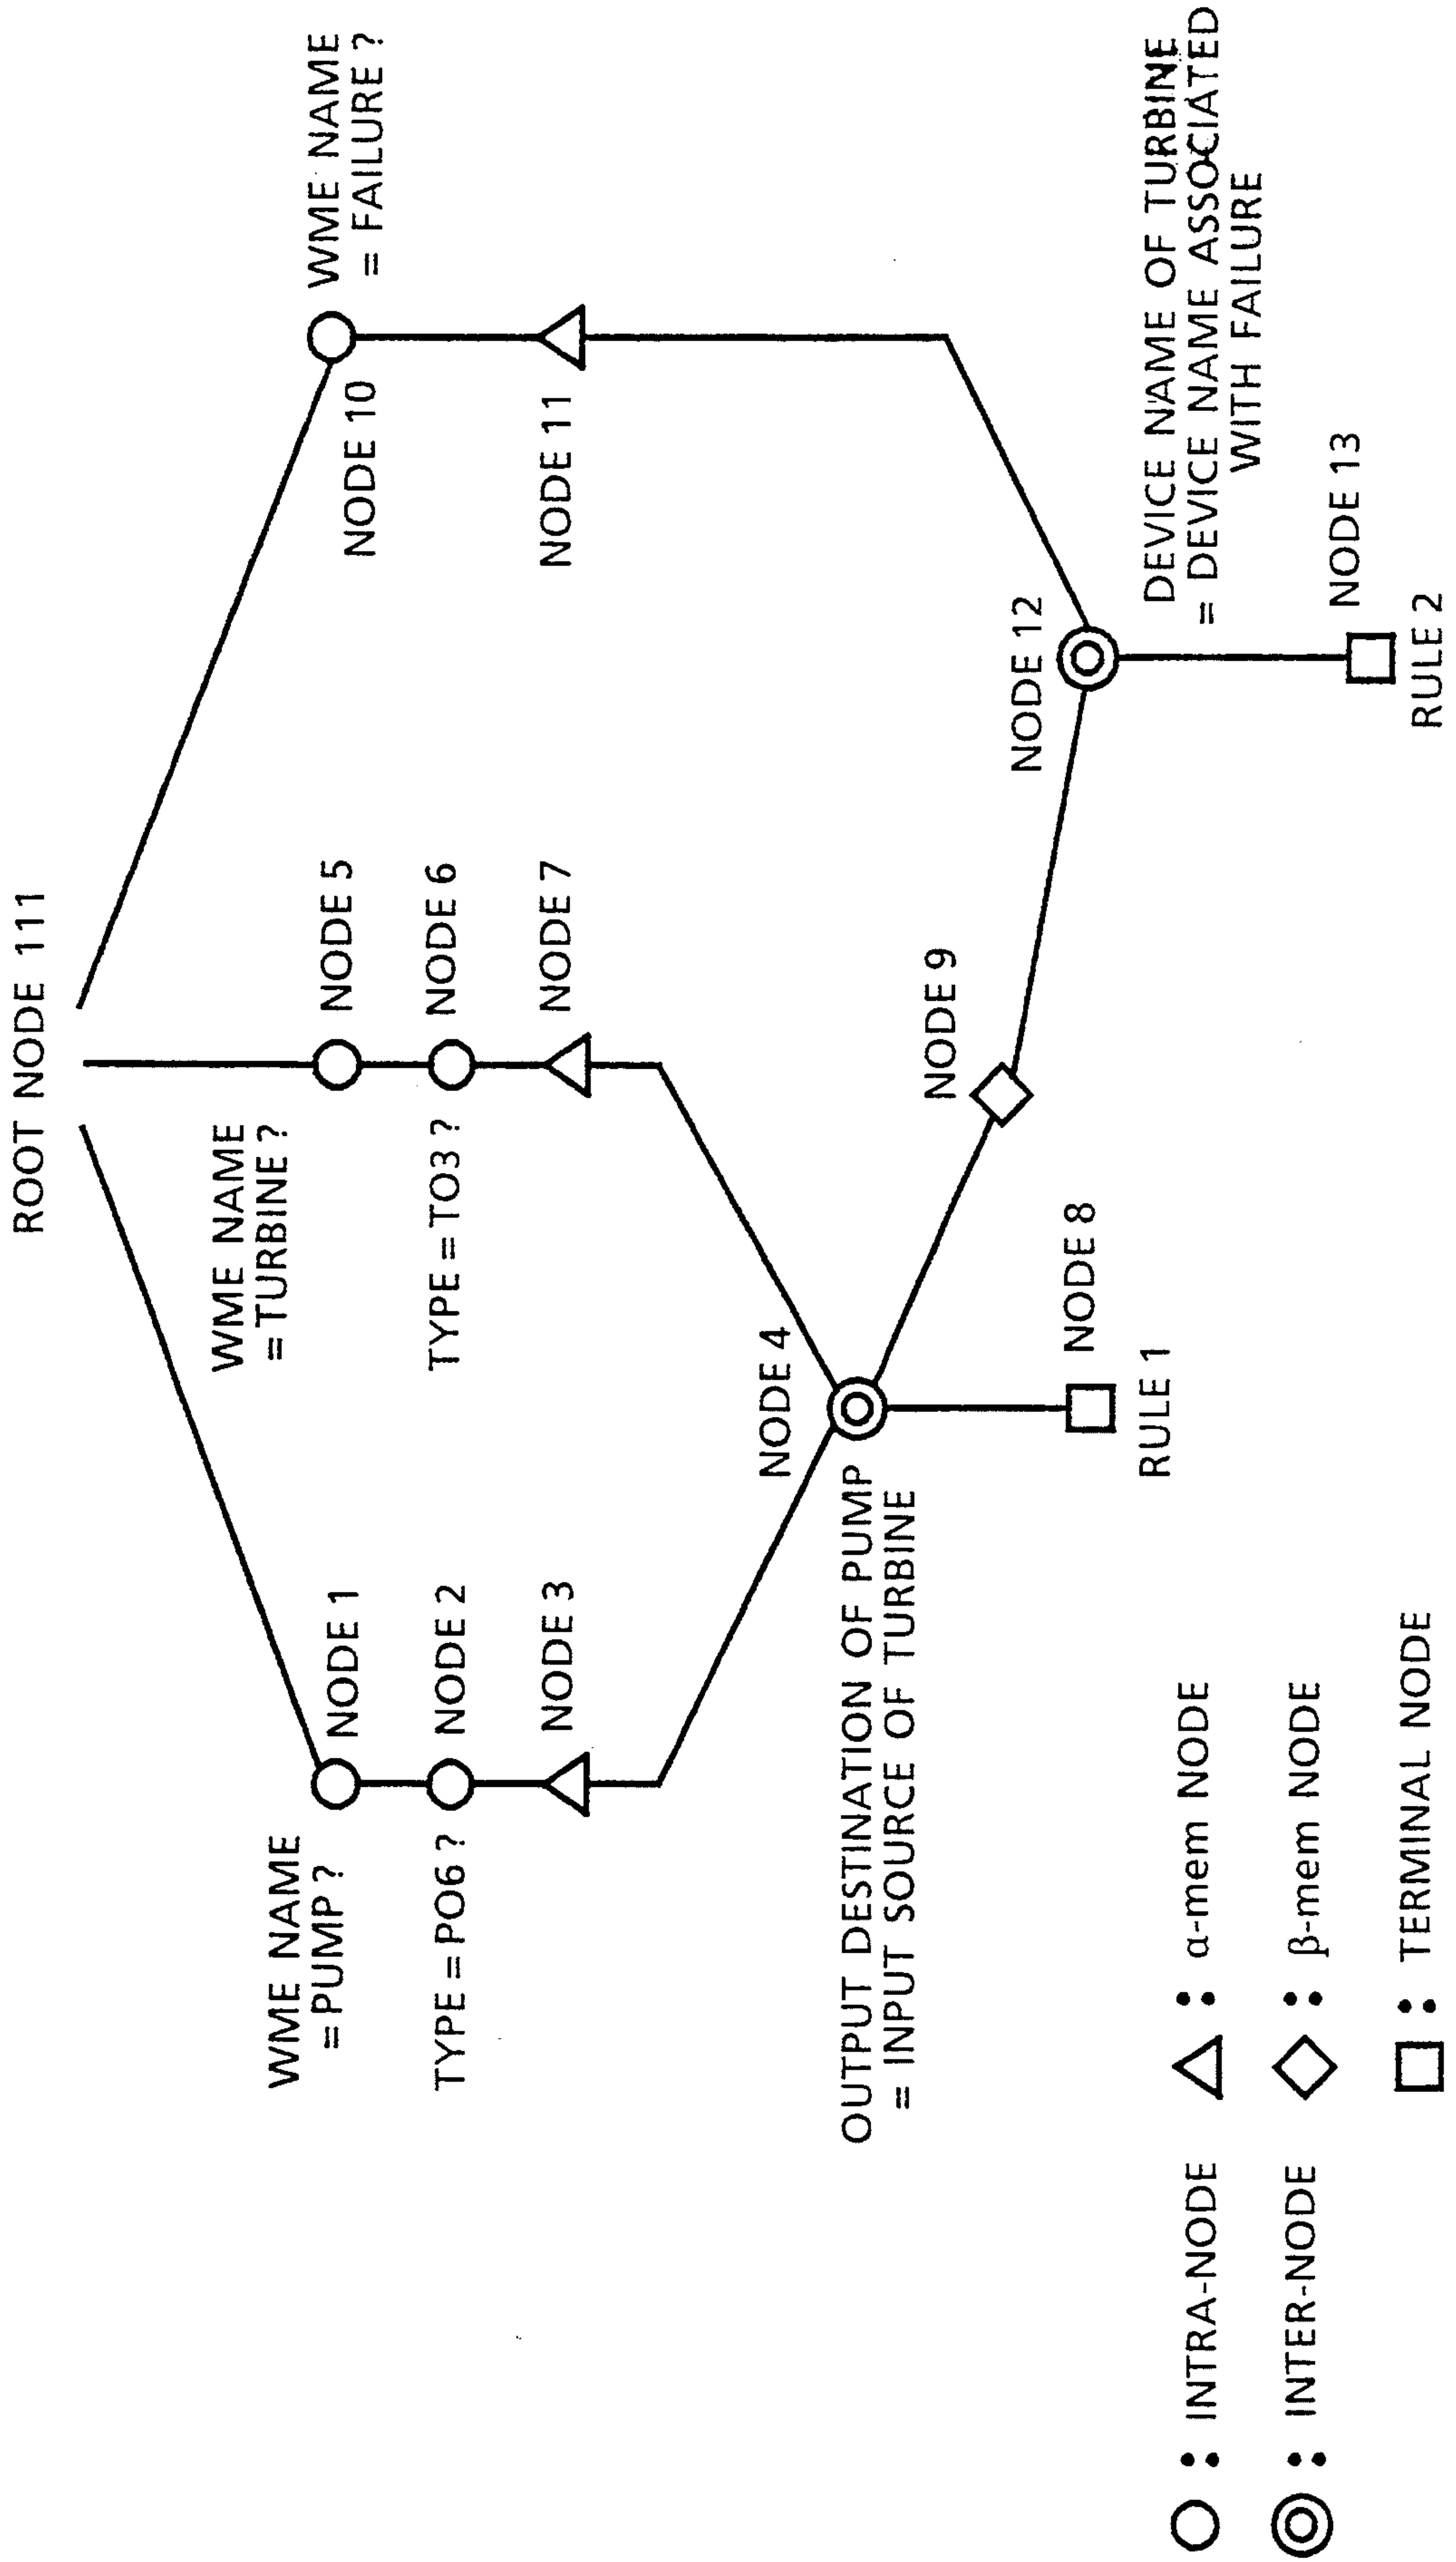 ROOT NODE 111
WME NAME
= PUMP ?
NODE 1
TYPE = PO6 ?
NODE 2
NODE 3
WME NAME
= TURBINE ?
NODE 5
TYPE = TO3 ?
NODE 6
NODE 7
WME NAME
= FAILURE ?
NODE 10
NODE 11
NODE 4
OUTPUT DESTINATION OF PUMP
= INPUT SOURCE OF TURBINE
NODE 9
NODE 8
RULE 1
NODE 12
DEVICE NAME OF TURBINE
= DEVICE NAME ASSOCIATED
WITH FAILURE
NODE 13
RULE 2
: INTRA-NODE
: α-mem NODE
: INTER-NODE
: β-mem NODE
: TERMINAL NODE